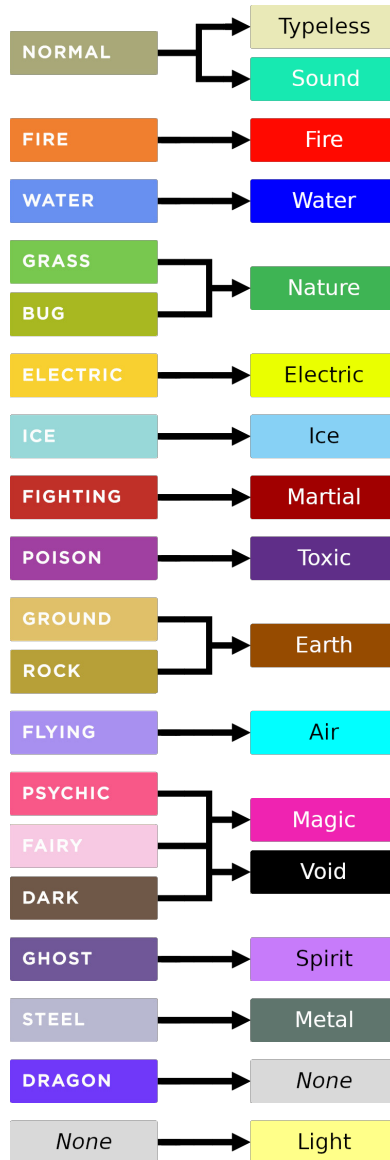 NORMAL
Typeless
Sound
FIRE
Fire
WATER
Water
GRASS
BUG
Nature
ELECTRIC
Electric
ICE
Ice
FIGHTING
Martial
POISON
Toxic
GROUND
ROCK
Earth
FLYING
Air
PSYCHIC
FAIRY
DARK
Magic
Void
GHOST
Spirit
STEEL
Metal
DRAGON
None
None
Light